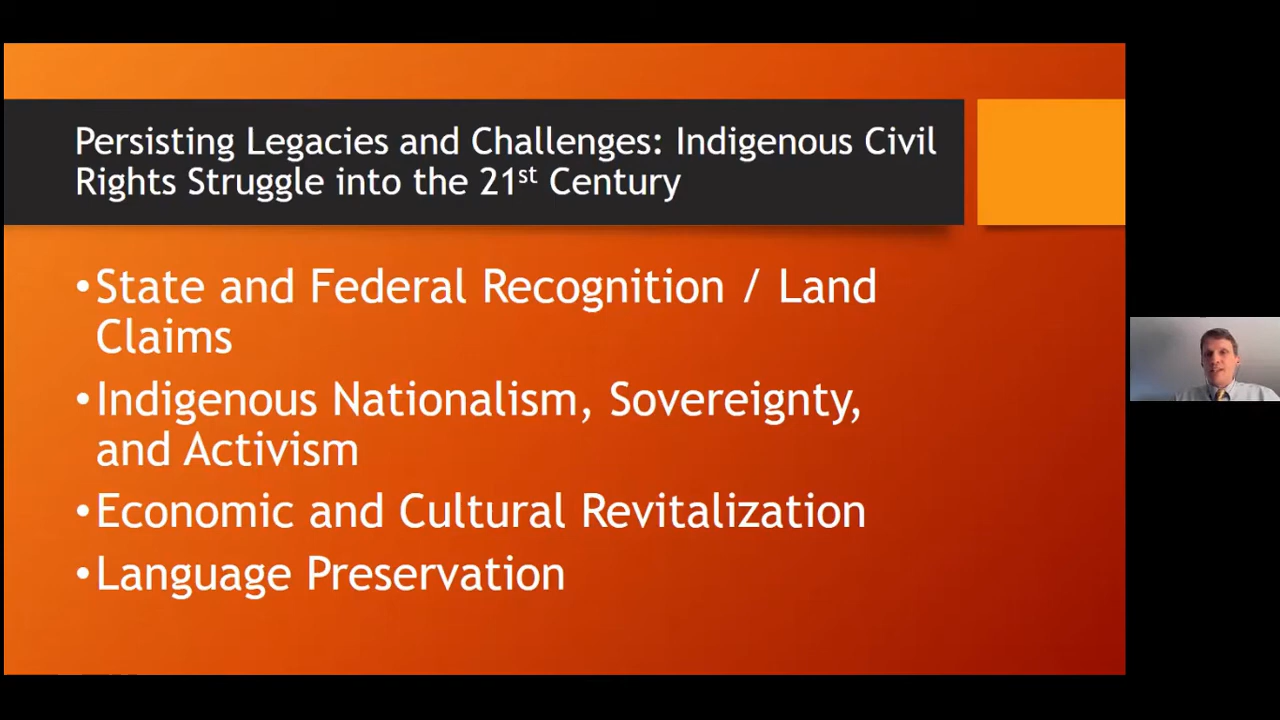 Persisting Legacies and Challenges: Indigenous Civil
Rights Struggle into the 21st Century
•State and Federal Recognition / Land
Claims
•Indigenous Nationalism, Sovereignty,
and Activism
•Economic and Cultural Revitalization
•Language Preservation